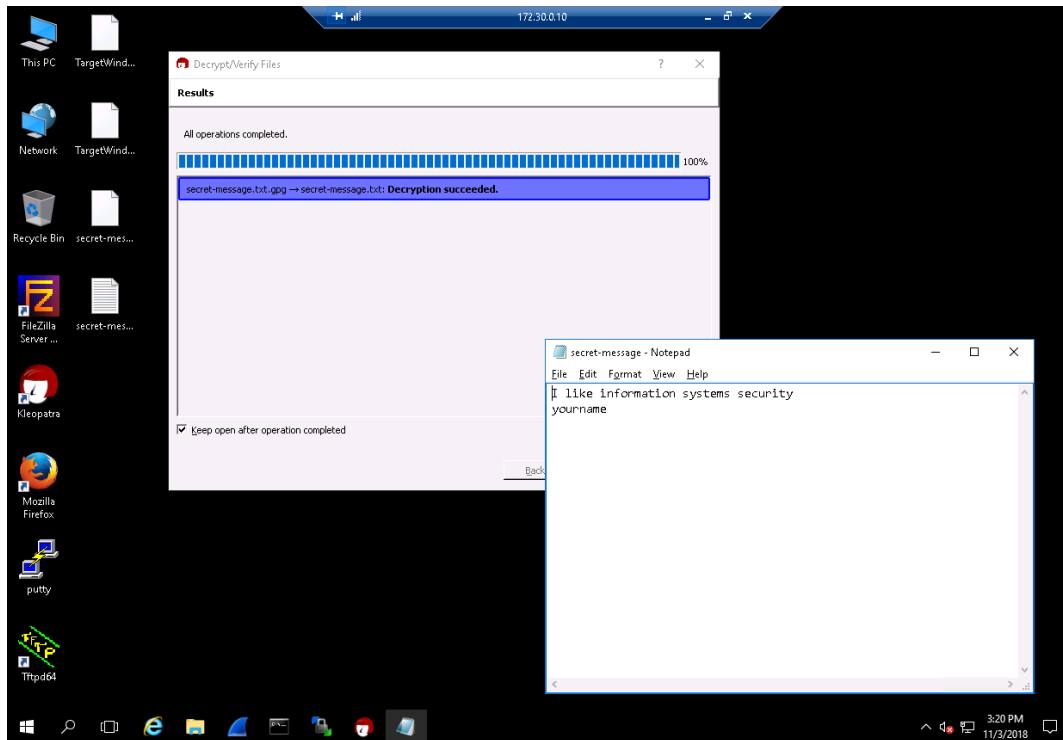 172.30.0.10
This PC
TargetWind...
Network
TargetWind...
Recycle Bin
secret-mes...
FileZilla
Server ...
secret-mes...
Kleopatra
Mozilla
Firefox
putty
Tftpd64
Decrypt/Verify Files
Results
All operations completed.
100%
secret-message.txt.gpg → secret-message.txt: Decryption succeeded.
Keep open after operation completed
Back
secret-message - Notepad
File Edit Format View Help
I like information systems security
yourname
3:20 PM
11/3/2018